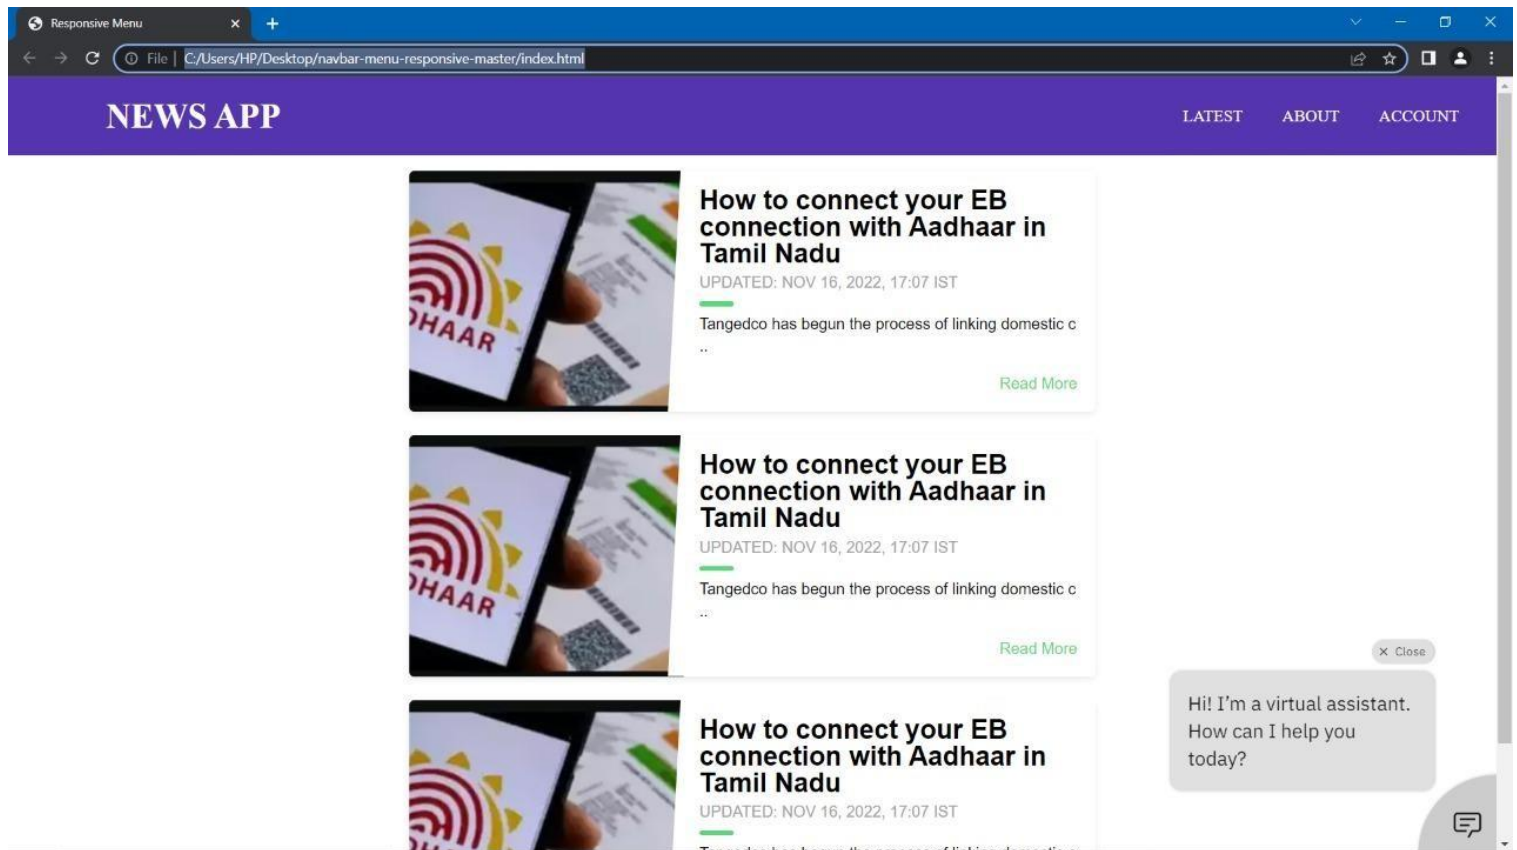 Responsive Menu
File | C:/Users/HP/Desktop/navbar-menu-responsive-master/index.html
NEWS APP
LATEST ABOUT ACCOUNT
DHAAR
How to connect your EB
connection with Aadhaar in
Tamil Nadu
UPDATED: NOV 16, 2022, 17:07 IST
Tangedco has begun the process of linking domestic c
..
Read More
DHAAR
How to connect your EB
connection with Aadhaar in
Tamil Nadu
UPDATED: NOV 16, 2022, 17:07 IST
Tangedco has begun the process of linking domestic c
..
Read More
How to connect your EB
connection with Aadhaar in
Tamil Nadu
UPDATED: NOV 16, 2022, 17:07 IST
× Close
Hi! I'm a virtual assistant.
How can I help you
today?